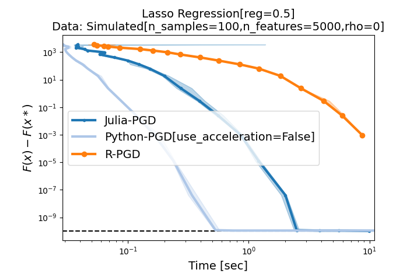 Lasso Regression[reg=0.5]
Data: Simulated[n_samples=100,n_features=5000,rho=0]
10³
10¹
10⁻¹
10⁻³
10⁻⁵
10⁻⁷
10⁻⁹
F(x) − F(x*)
Julia-PGD
Python-PGD[use_acceleration=False]
R-PGD
10⁻¹
10⁰
10¹
Time [sec]